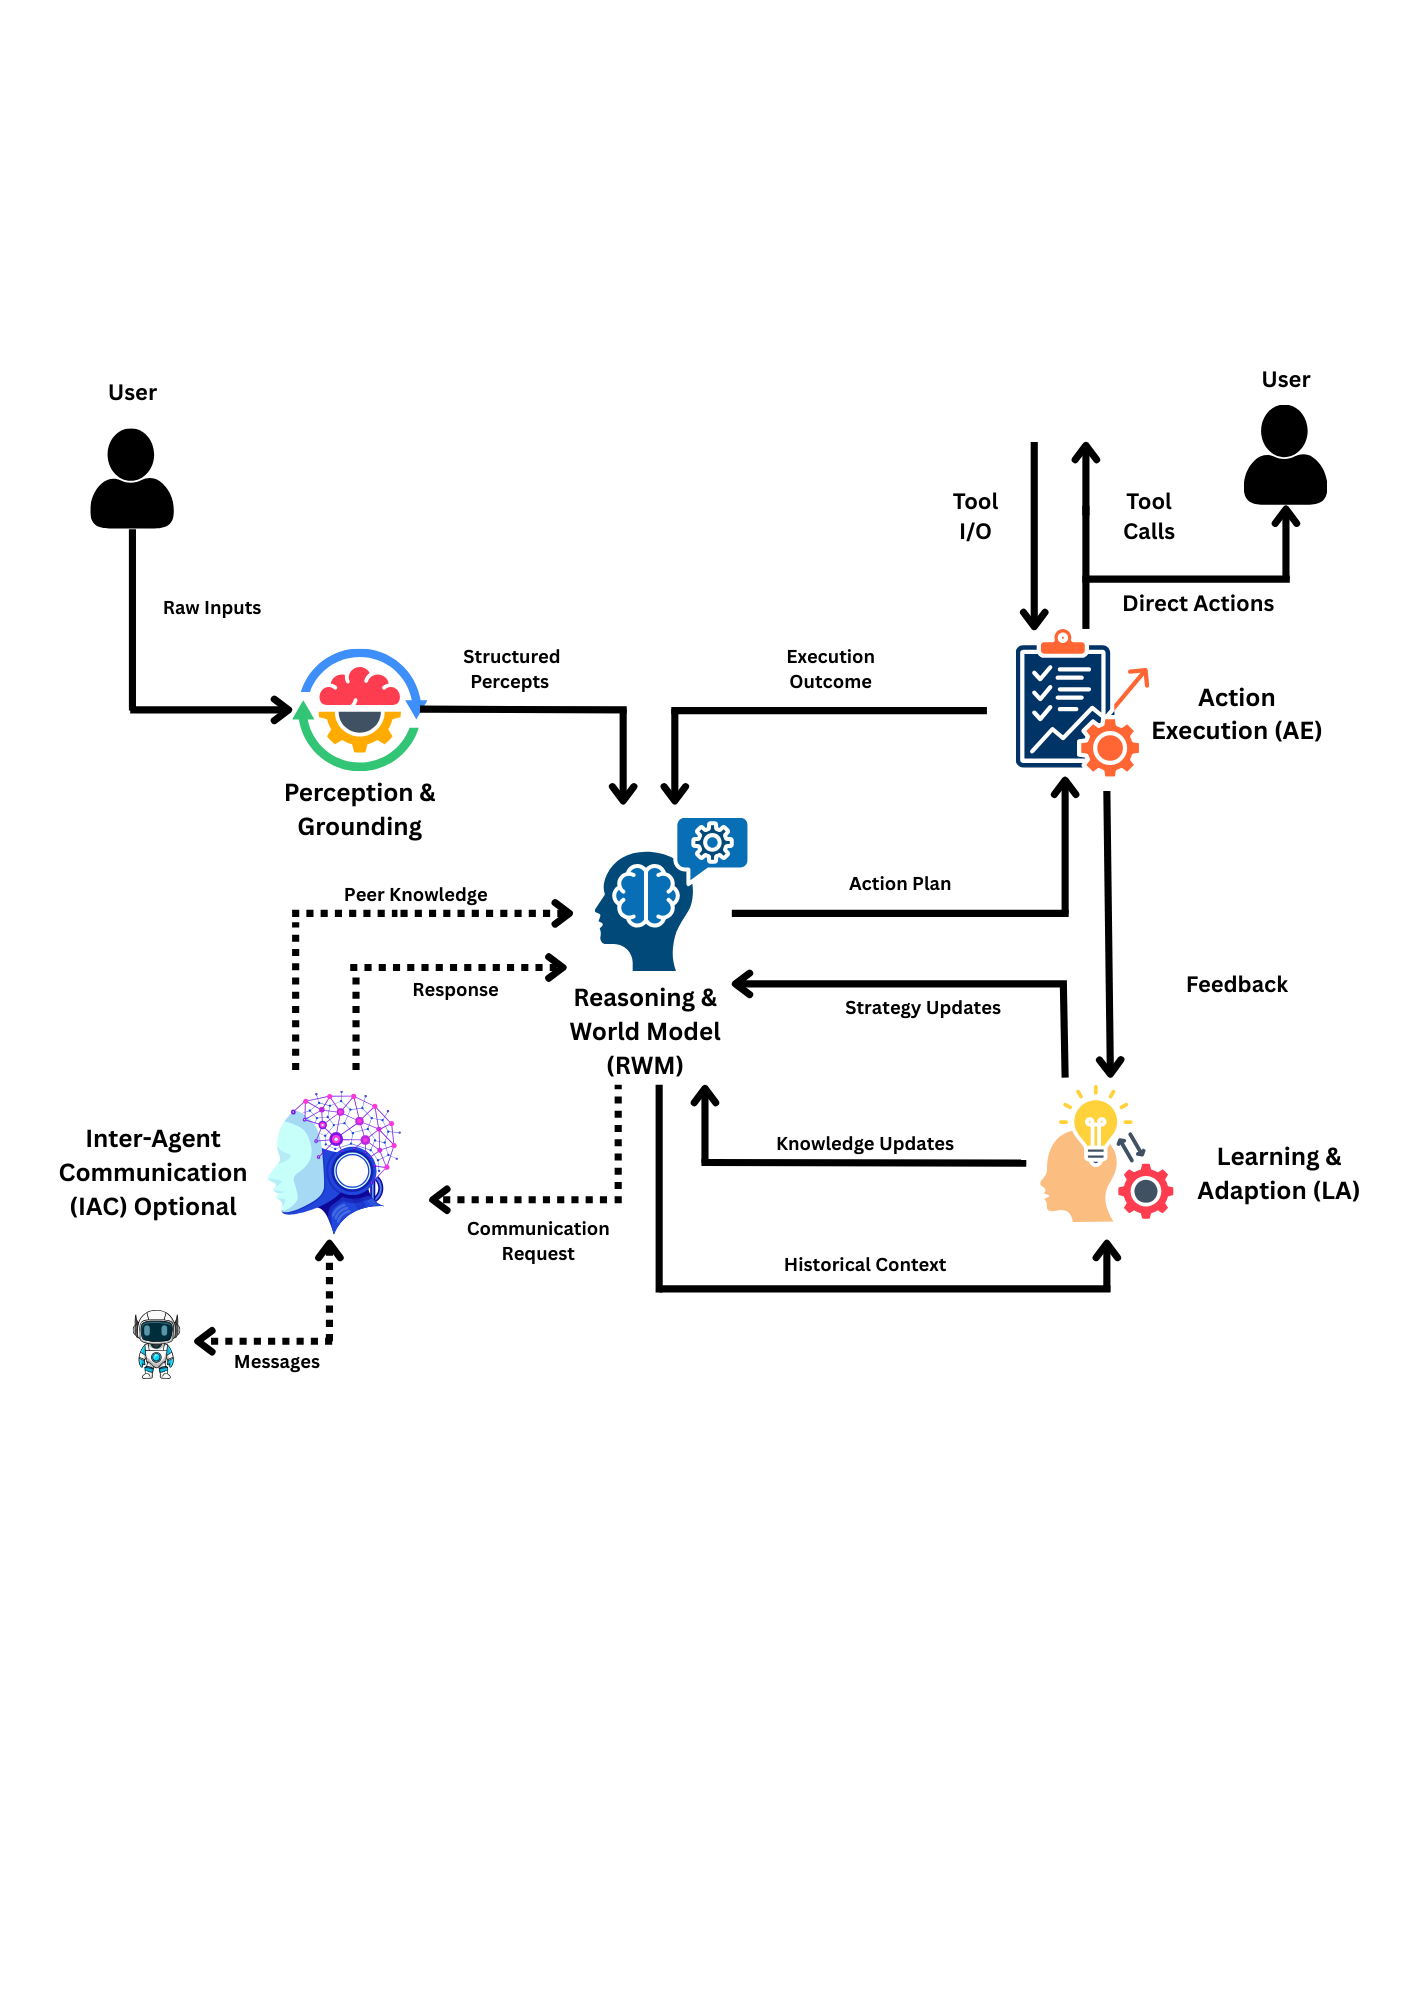 User
User
Tool
I/O
Tool
Calls
Direct Actions
Raw Inputs
Structured
Percepts
Execution
Outcome
Action
Execution (AE)
Perception &
Grounding
Peer Knowledge
Action Plan
Response
Reasoning &
World Model
(RWM)
Strategy Updates
Feedback
Inter-Agent
Communication
(IAC) Optional
Knowledge Updates
Learning &
Adaption (LA)
Communication
Request
Historical Context
Messages